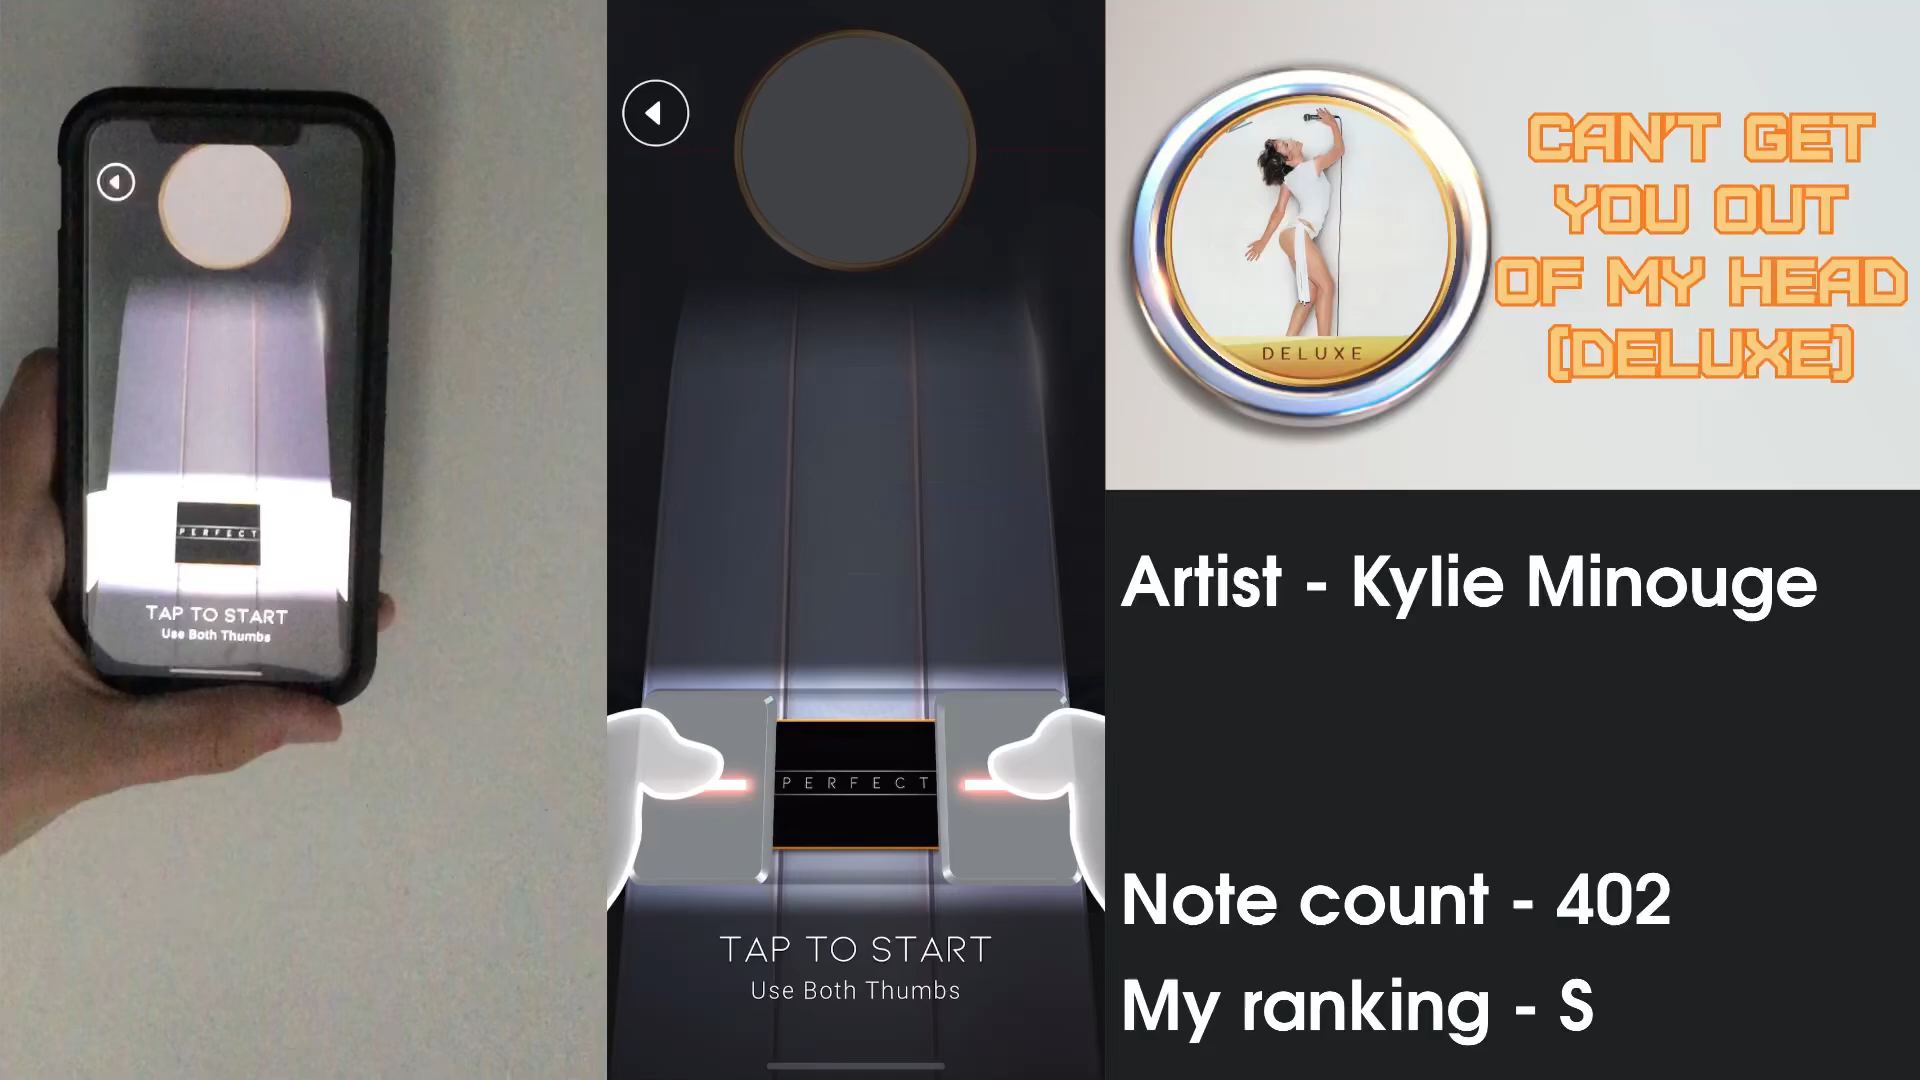 PERFECT
TAP TO START
Use Both Thumbs
PERFECT
TAP TO START
Use Both Thumbs
DELUXE
CAN'T GET
YOU OUT
OF MY HEAD
(DELUXE)
Artist - Kylie Minouge
Note count - 402
My ranking - S